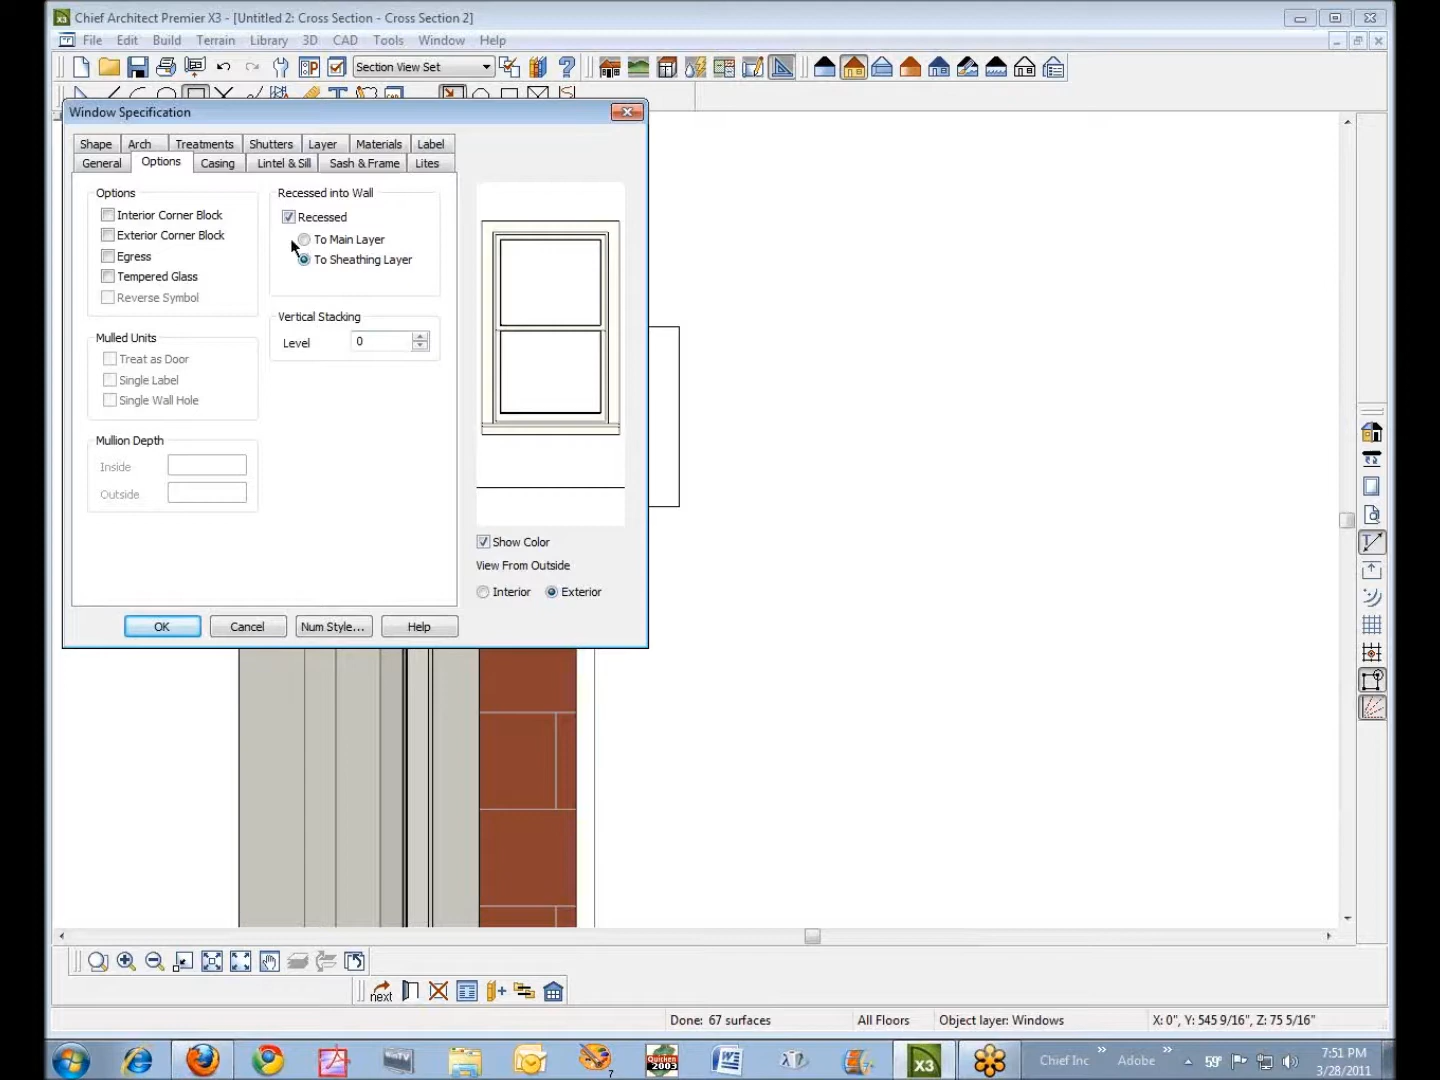 Chief Architect Premier X3 - [Untitled 2: Cross Section - Cross Section 2]
File Edit Build Terrain Library 3D CAD Tools Window Help
Section View Set
Window Specification
Shape Arch Treatments Shutters Layer Materials Label
General Options Casing Lintel & Sill Sash & Frame Lites
Options
Interior Corner Block
Exterior Corner Block
Egress
Tempered Glass
Reverse Symbol
Mulled Units
Treat as Door
Single Label
Single Wall Hole
Mullion Depth
Inside
Outside
Recessed into Wall
Recessed
To Main Layer
To Sheathing Layer
Vertical Stacking
Level 0
Show Color
View From Outside
Interior Exterior
OK Cancel Num Style... Help
next
Done: 67 surfaces All Floors Object layer: Windows X: 0", Y: 545 9/16", Z: 75 5/16"
7 Quicken 2003 X3 Chief Inc » Adobe » 59° 7:51 PM
3/28/2011